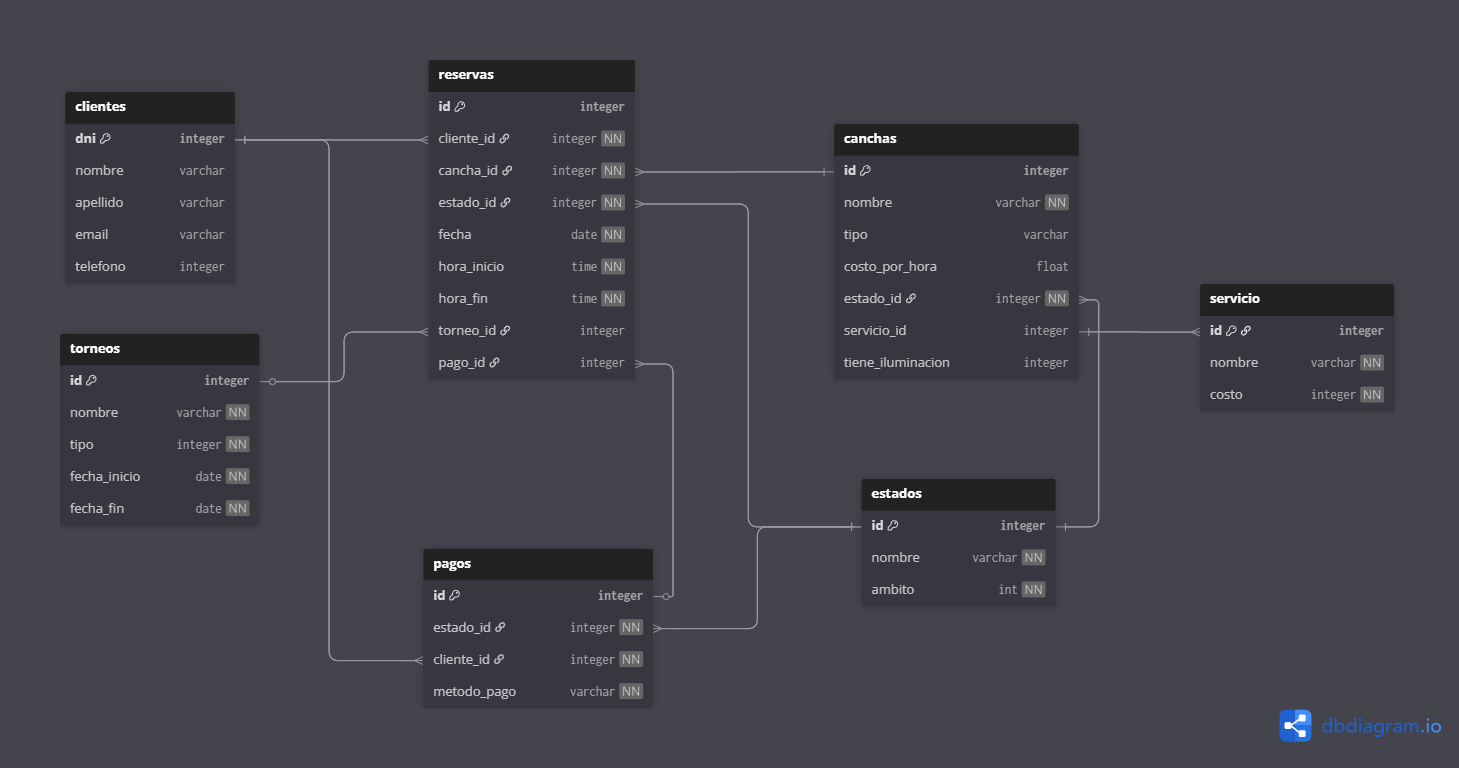 clientes
dni integer
nombre varchar
apellido varchar
email varchar
telefono integer
reservas
id integer
cliente_id integer NN
cancha_id integer NN
estado_id integer NN
fecha date NN
hora_inicio time NN
hora_fin time NN
torneo_id integer
pago_id integer
canchas
id integer
nombre varchar NN
tipo varchar
costo_por_hora float
estado_id integer NN
servicio_id integer
tiene_iluminacion integer
servicio
id integer
nombre varchar NN
costo integer NN
torneos
id integer
nombre varchar NN
tipo integer NN
fecha_inicio date NN
fecha_fin date NN
estados
id integer
nombre varchar NN
ambito int NN
pagos
id integer
estado_id integer NN
cliente_id integer NN
metodo_pago varchar NN
dbdiagram.io